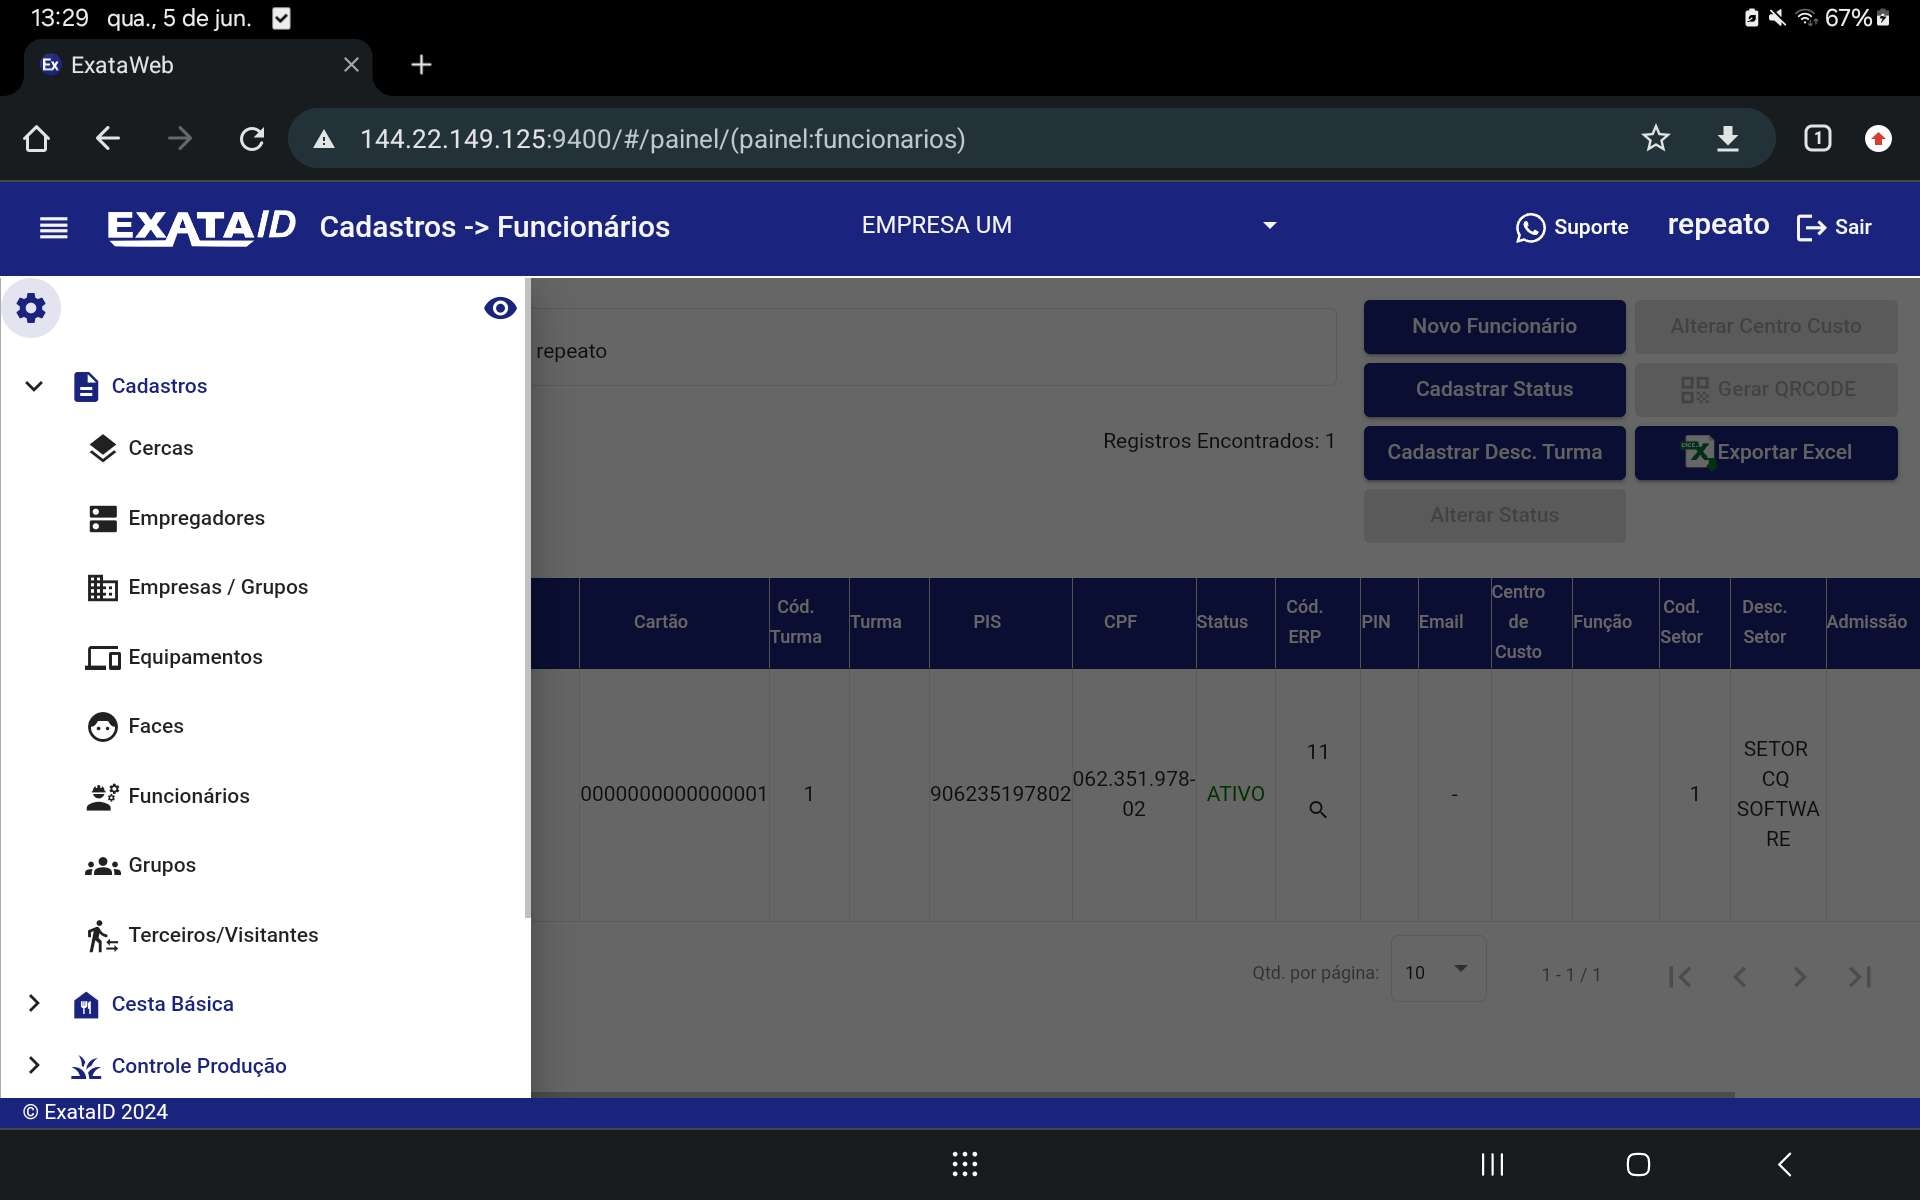 13:29 qua., 5 de jun.
67%
Ex ExataWeb
144.22.149.125:9400/#/painel/(painel:funcionarios)
1
EXATAID Cadastros -> Funcionários
EMPRESA UM
Suporte
repeato
Sair
Cadastros
Cercas
Empregadores
Empresas / Grupos
Equipamentos
Faces
Funcionários
Grupos
Terceiros/Visitantes
Cesta Básica
Controle Produção
repeato
Registros Encontrados: 1
Novo Funcionário
Alterar Centro Custo
Cadastrar Status
Gerar QRCODE
Cadastrar Desc. Turma
Exportar Excel
Alterar Status
Cartão
Cód. Turma
Turma
PIS
CPF
Status
Cód. ERP
PIN
Email
Centro de Custo
Função
Cod. Setor
Desc. Setor
Admissão
0000000000000001
1
906235197802
062.351.978-
02
ATIVO
11
-
1
SETOR
CQ
SOFTWA
RE
Qtd. por página:
10
1 - 1 / 1
© ExataID 2024